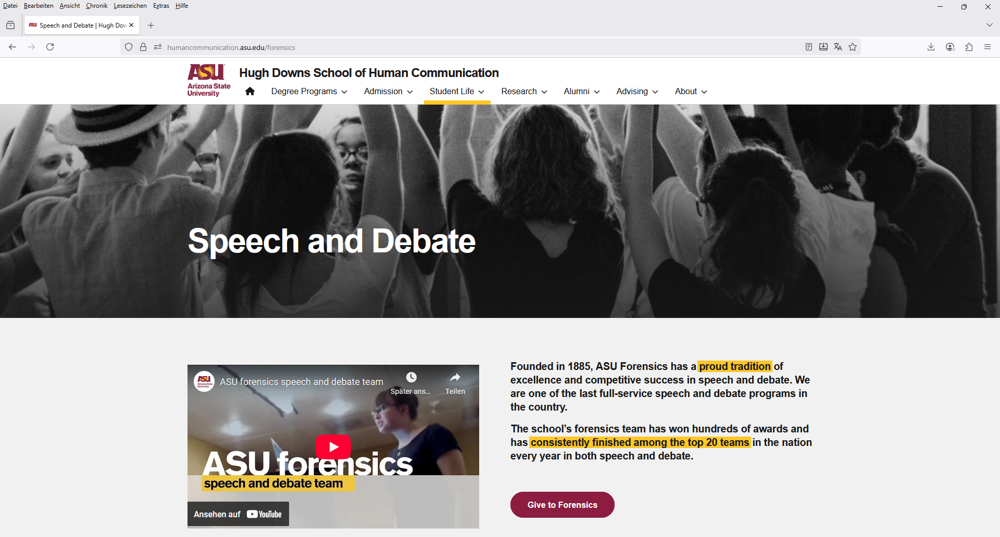 Datei Bearbeiten Ansicht Chronik Lesezeichen Extras Hilfe
ASU Speech and Debate | Hugh Dow
humancommunication.asu.edu/forensics
ASU
Arizona State
University
Hugh Downs School of Human Communication
Degree Programs Admission Student Life Research Alumni Advising About
Speech and Debate
ASU
Arizona State
University
ASU forensics speech and debate team
Später ans...
Teilen
ASU forensics
speech and debate team
Ansehen auf YouTube
Founded in 1885, ASU Forensics has a proud tradition of
excellence and competitive success in speech and debate. We
are one of the last full-service speech and debate programs in
the country.
The school’s forensics team has won hundreds of awards and
has consistently finished among the top 20 teams in the nation
every year in both speech and debate.
Give to Forensics